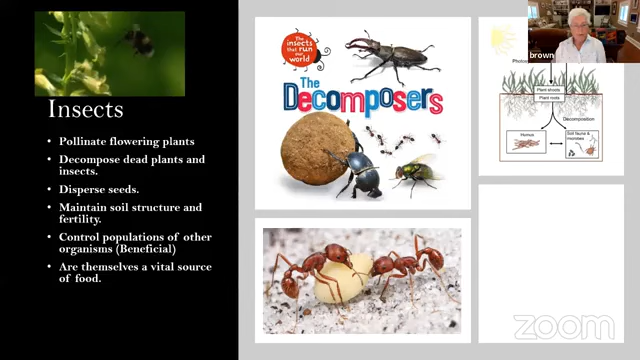 Insects
• Pollinate flowering plants
• Decompose dead plants and
insects.
• Disperse seeds.
• Maintain soil structure and
fertility.
• Control populations of other
organisms (Beneficial)
• Are themselves a vital source
of food.
The
insects
that run
our
world
The
Decomposers
Plant shoots
Plant roots
Decomposition
Humus
Soil fauna &
microbes
brown
zoom